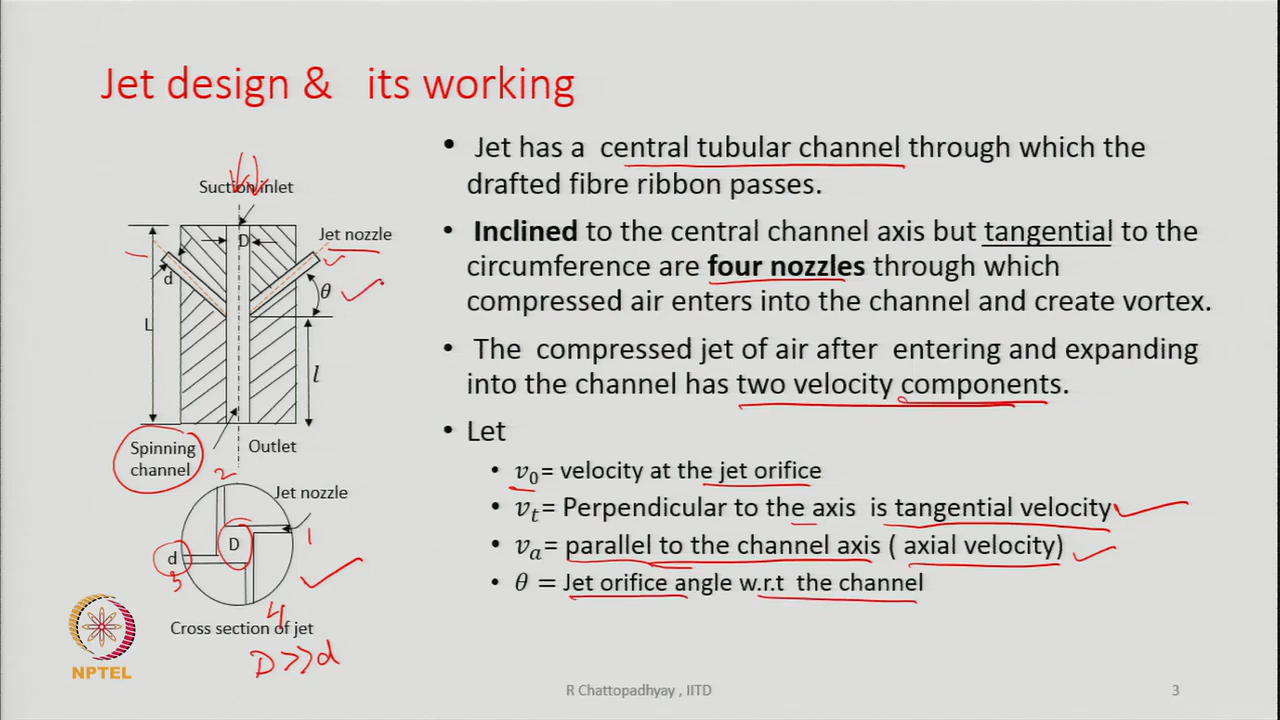 Jet design & its working
Suction inlet
Jet nozzle
D
d
θ
L
l
Spinning
channel
Outlet
2
Jet nozzle
D
1
d
3
4
Cross section of jet
D>>d
• Jet has a central tubular channel through which the
drafted fibre ribbon passes.
• Inclined to the central channel axis but tangential to the
circumference are four nozzles through which
compressed air enters into the channel and create vortex.
• The compressed jet of air after entering and expanding
into the channel has two velocity components.
• Let
• v₀= velocity at the jet orifice
• vₜ= Perpendicular to the axis is tangential velocity
• vₐ= parallel to the channel axis ( axial velocity)
• θ = Jet orifice angle w.r.t the channel
NPTEL
R Chattopadhyay , IITD
3